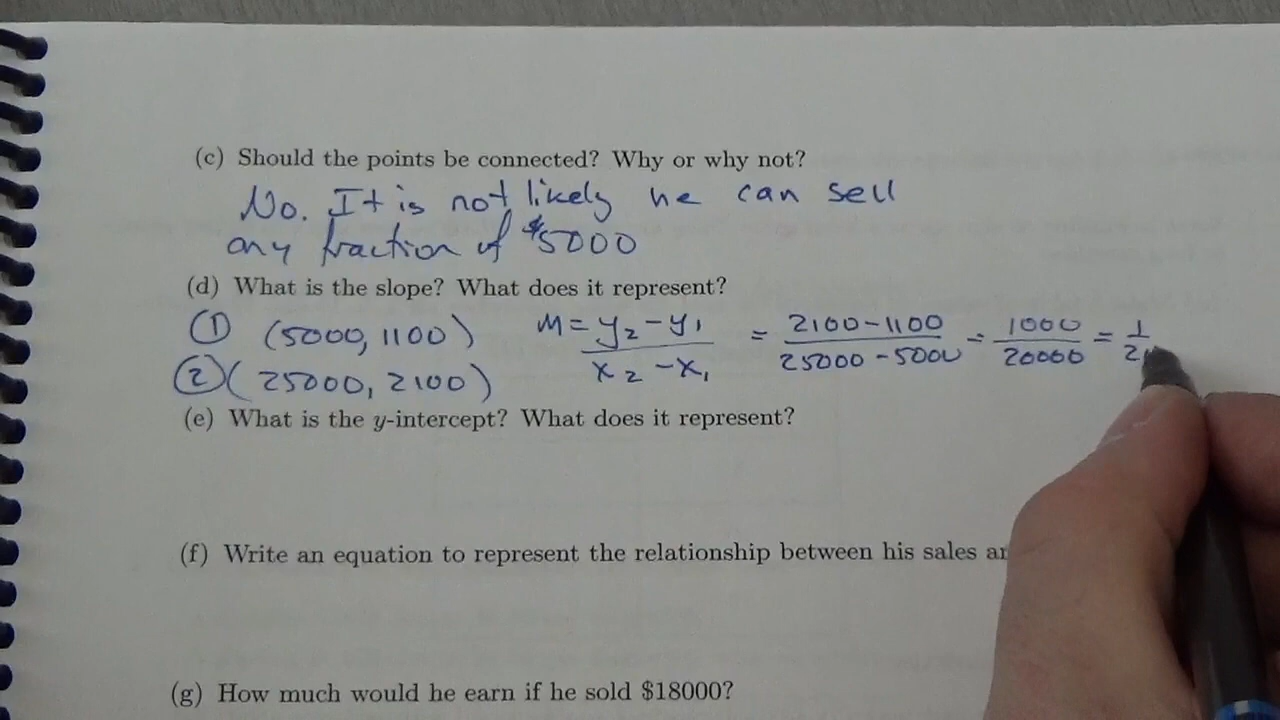 (c) Should the points be connected? Why or why not?
No. It is not likely he can sell
any fraction of $5000
(d) What is the slope? What does it represent?
① (5000, 1100) m = y₂ - y₁ / x₂ - x₁ = 2100 - 1100 / 25000 - 5000 = 1000 / 20000 = 1 / 2
② (25000, 2100)
(e) What is the y-intercept? What does it represent?
(f) Write an equation to represent the relationship between his sales
(g) How much would he earn if he sold $18000?